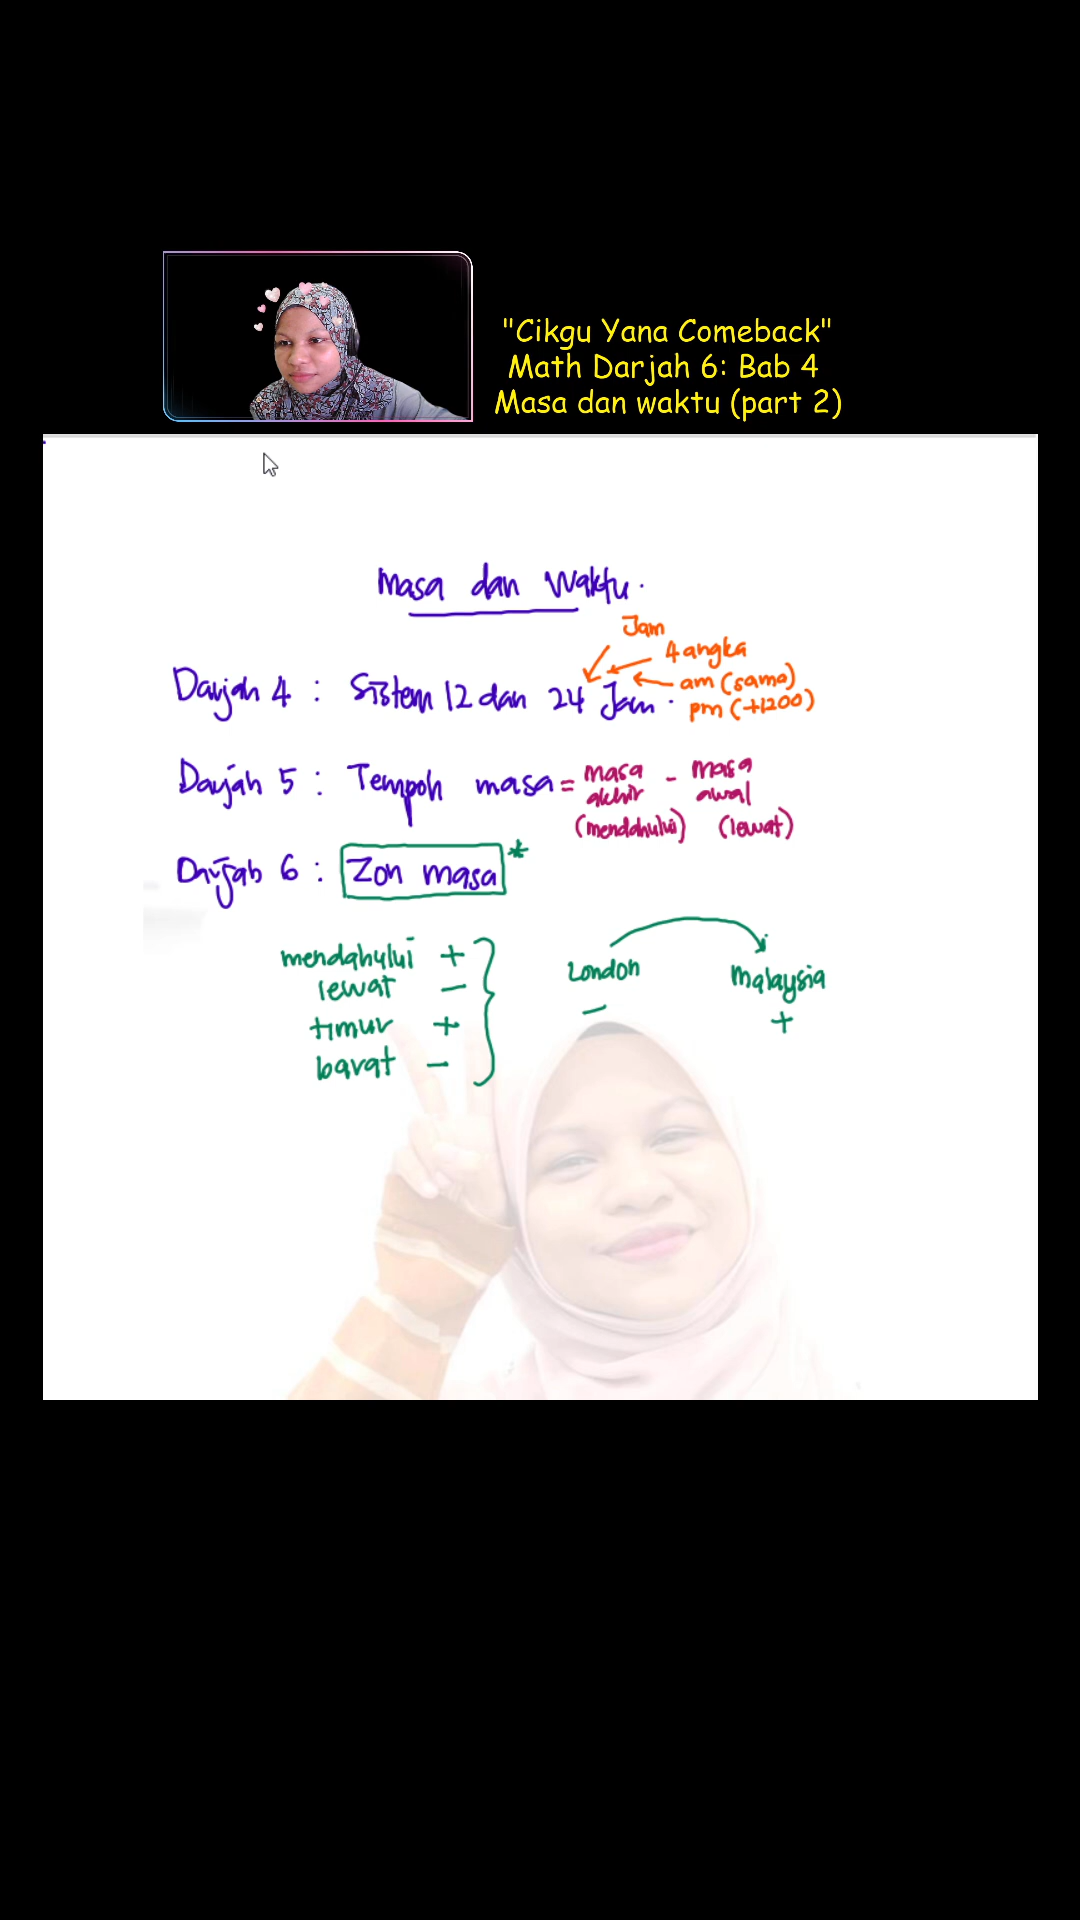 "Cikgu Yana Comeback"
Math Darjah 6: Bab 4
Masa dan waktu (part 2)
Masa dan Waktu.
Jam
4 angka
Darjah 4 : Sistem 12 dan 24 Jam.
am (sama)
pm (+1200)
Darjah 5 : Tempoh masa = masa akhir - masa awal
(mendahului) (lewat)
Darjah 6 : Zon masa *
mendahului +
lewat -
timur +
barat -
London Malaysia
- +